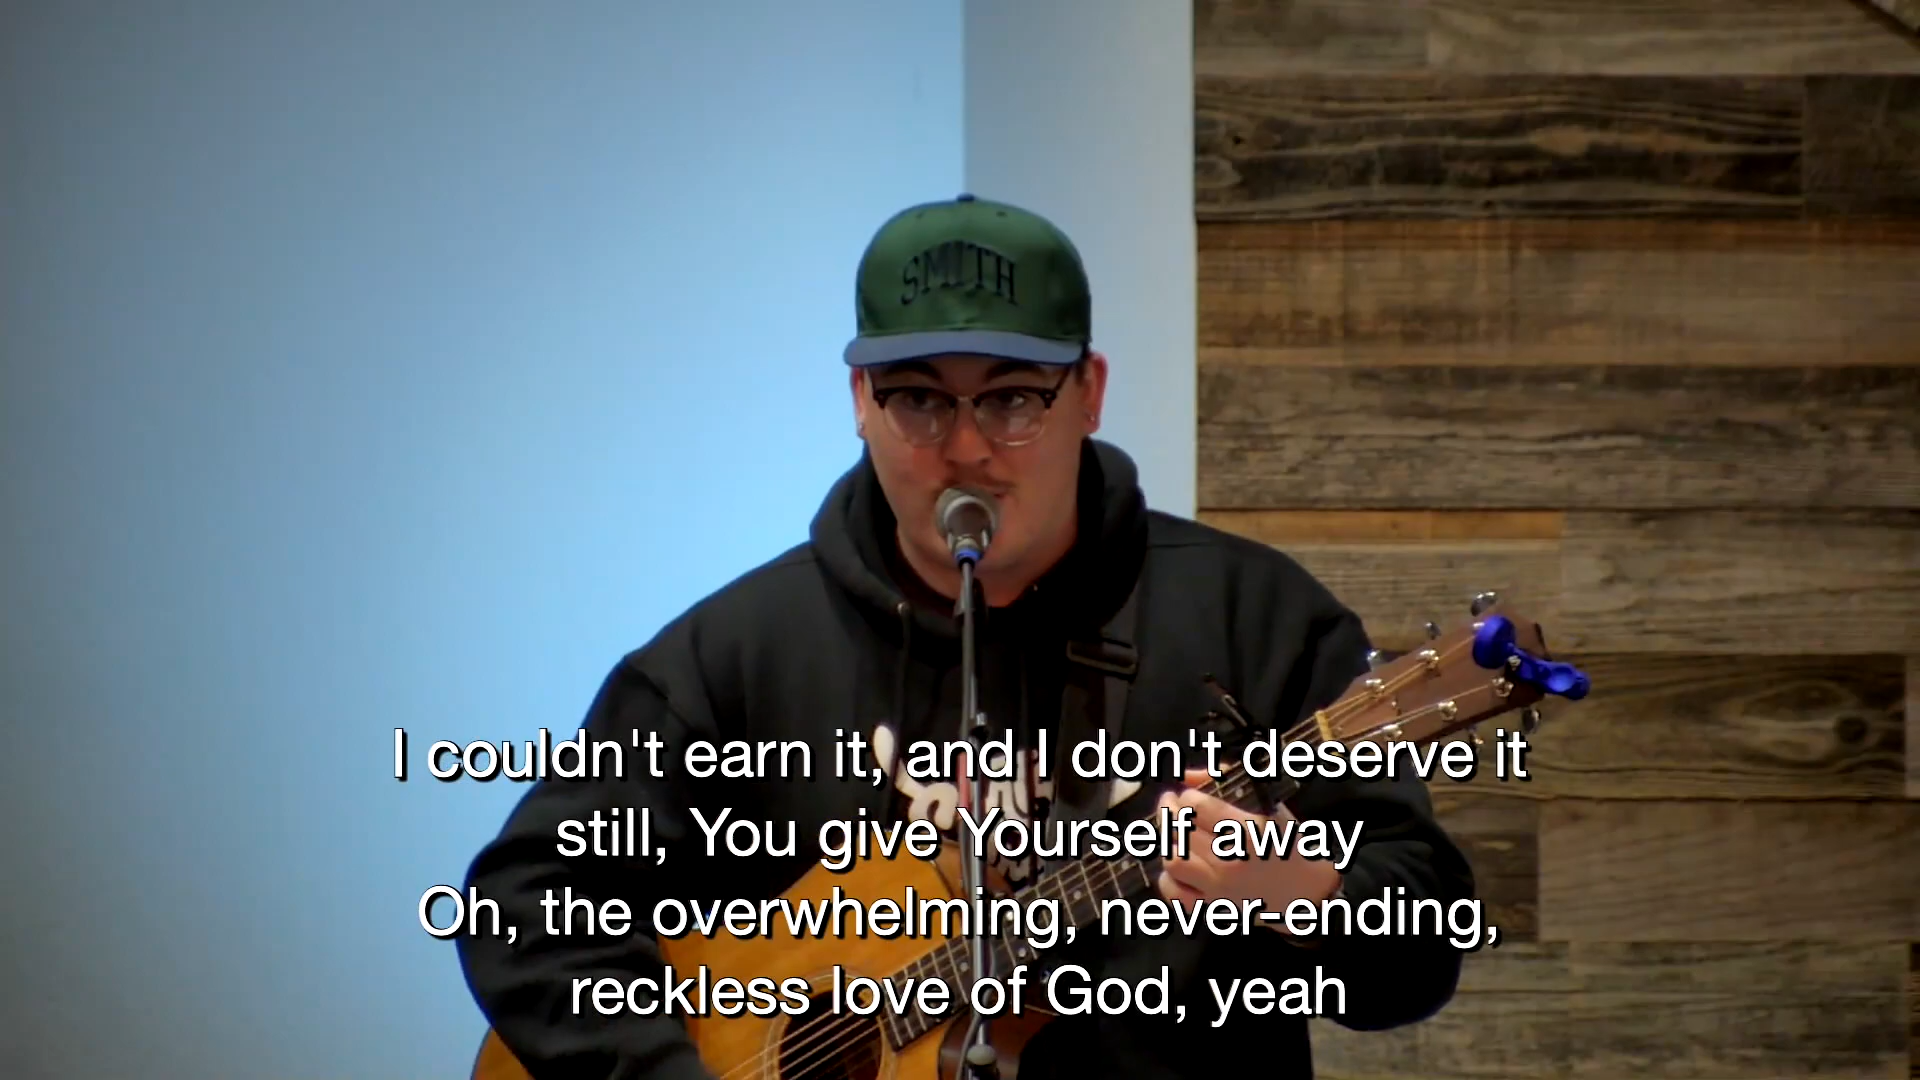 SMITH
I couldn't earn it, and I don't deserve it
still, You give Yourself away
Oh, the overwhelming, never-ending,
reckless love of God, yeah